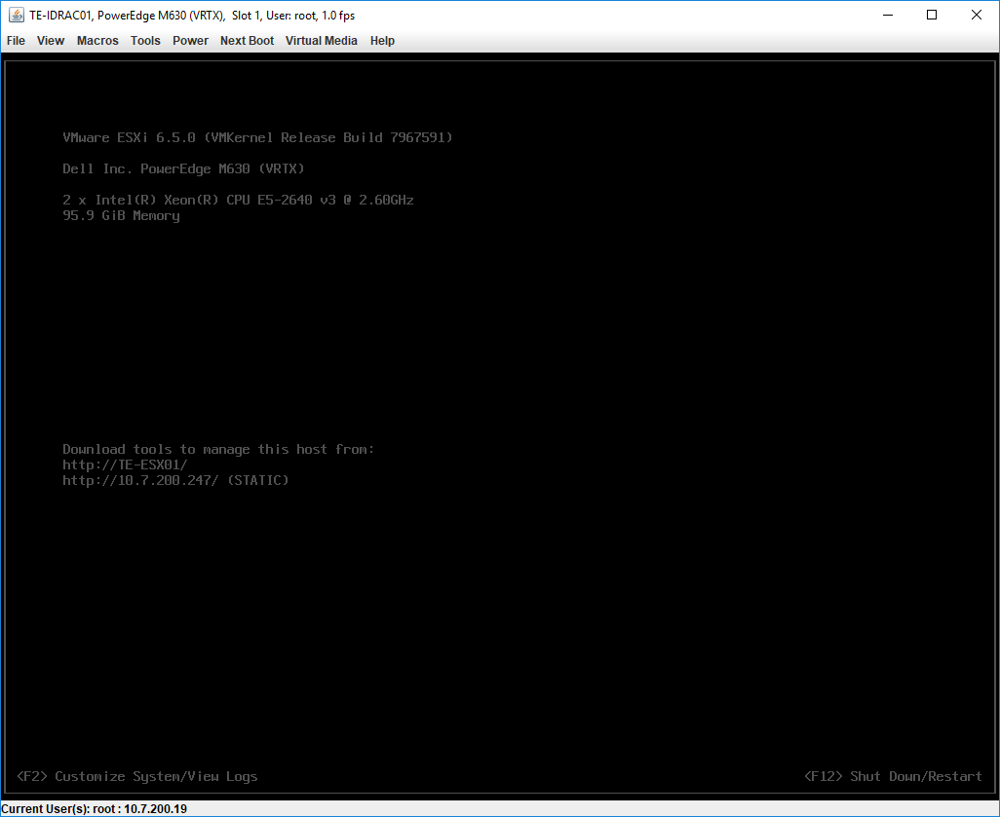 TE-IDRAC01, PowerEdge M630 (VRTX), Slot 1, User: root, 1.0 fps
File View Macros Tools Power Next Boot Virtual Media Help
VMware ESXi 6.5.0 (VMKernel Release Build 7967591)
Dell Inc. PowerEdge M630 (VRTX)
2 x Intel(R) Xeon(R) CPU E5-2640 v3 @ 2.60GHz
95.9 GiB Memory
Download tools to manage this host from:
http://TE-ESX01/
http://10.7.200.247/ (STATIC)
<F2> Customize System/View Logs <F12> Shut Down/Restart
Current User(s): root : 10.7.200.19